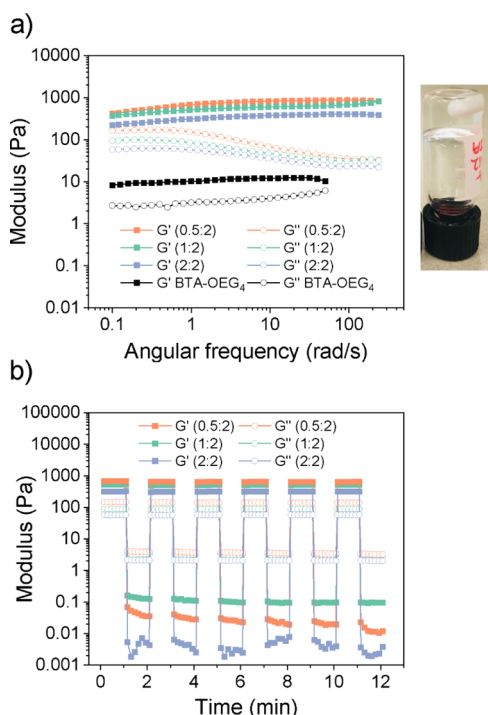 a)
100000
10000
1000
100
10
1
0.1
0.01
Modulus (Pa)
G' (0.5:2) G'' (0.5:2)
G' (1:2) G'' (1:2)
G' (2:2) G'' (2:2)
G' BTA-OEG₄ G'' BTA-OEG₄
0.1 1 10 100
Angular frequency (rad/s)
b)
100000
10000
1000
100
10
1
0.1
0.01
0.001
Modulus (Pa)
G' (0.5:2) G'' (0.5:2)
G' (1:2) G'' (1:2)
G' (2:2) G'' (2:2)
0 2 4 6 8 10 12
Time (min)